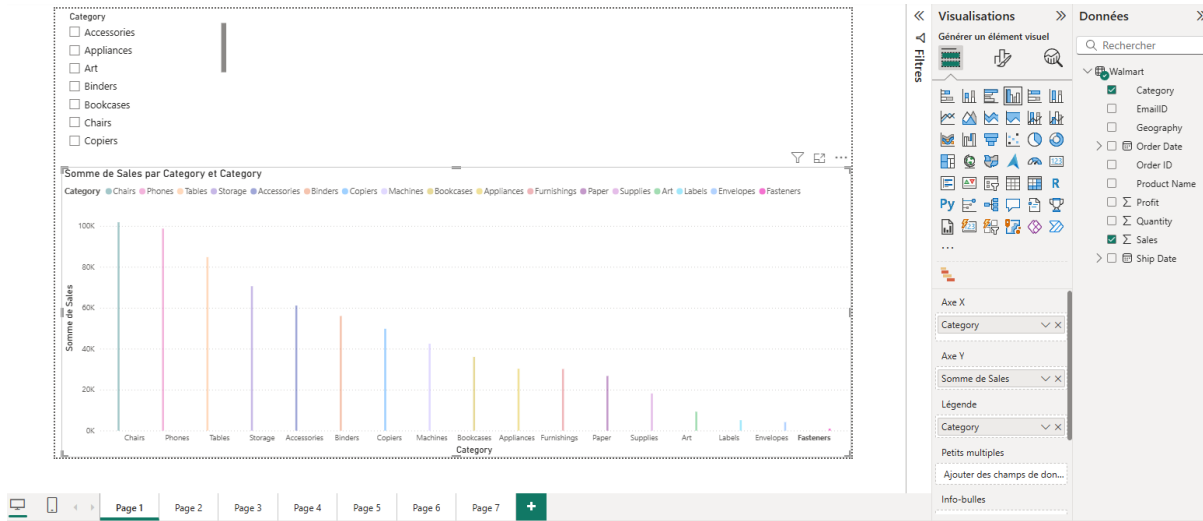 Category
Accessories
Appliances
Art
Binders
Bookcases
Chairs
Copiers
Somme de Sales par Category et Category
Category Chairs Phones Tables Storage Accessories Binders Copiers Machines Bookcases Appliances Furnishings Paper Supplies Art Labels Envelopes Fasteners
Somme de Sales
100K
80K
60K
40K
20K
0K
Chairs Phones Tables Storage Accessories Binders Copiers Machines Bookcases Appliances Furnishings Paper Supplies Art Labels Envelopes Fasteners
Category
Page 1 Page 2 Page 3 Page 4 Page 5 Page 6 Page 7 +
Filtres
Visualisations
Générer un élément visuel
123
R
Py
123
...
Axe X
Category
Axe Y
Somme de Sales
Légende
Category
Petits multiples
Ajouter des champs de don...
Info-bulles
Données
Rechercher
Walmart
Category
EmailID
Geography
Order Date
Order ID
Product Name
Σ Profit
Σ Quantity
Σ Sales
Ship Date